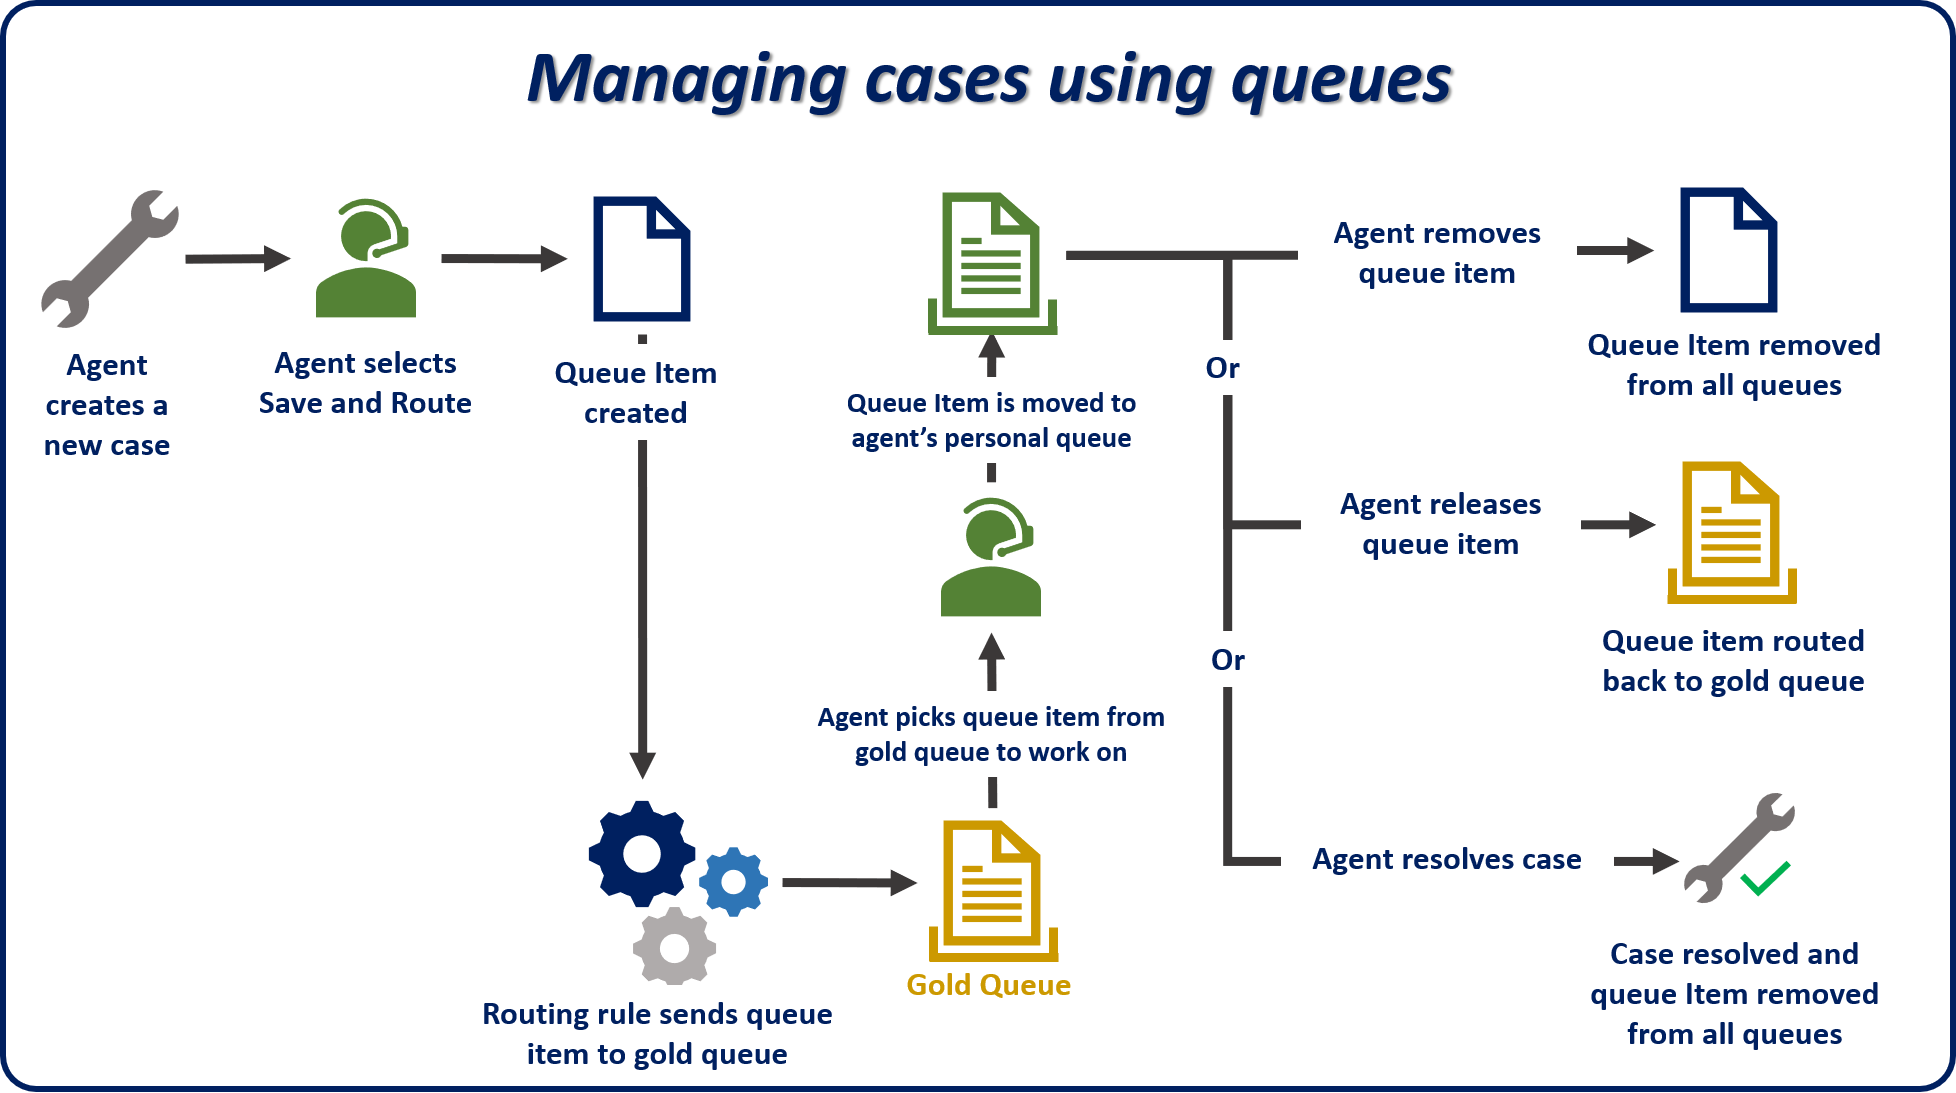 Managing cases using queues
Agent
creates a
new case
Agent selects
Save and Route
Queue Item
created
Routing rule sends queue
item to gold queue
Gold Queue
Agent picks queue item from
gold queue to work on
Queue Item is moved to
agent’s personal queue
Agent removes
queue item
Queue Item removed
from all queues
Or
Agent releases
queue item
Queue item routed
back to gold queue
Or
Agent resolves case
Case resolved and
queue Item removed
from all queues